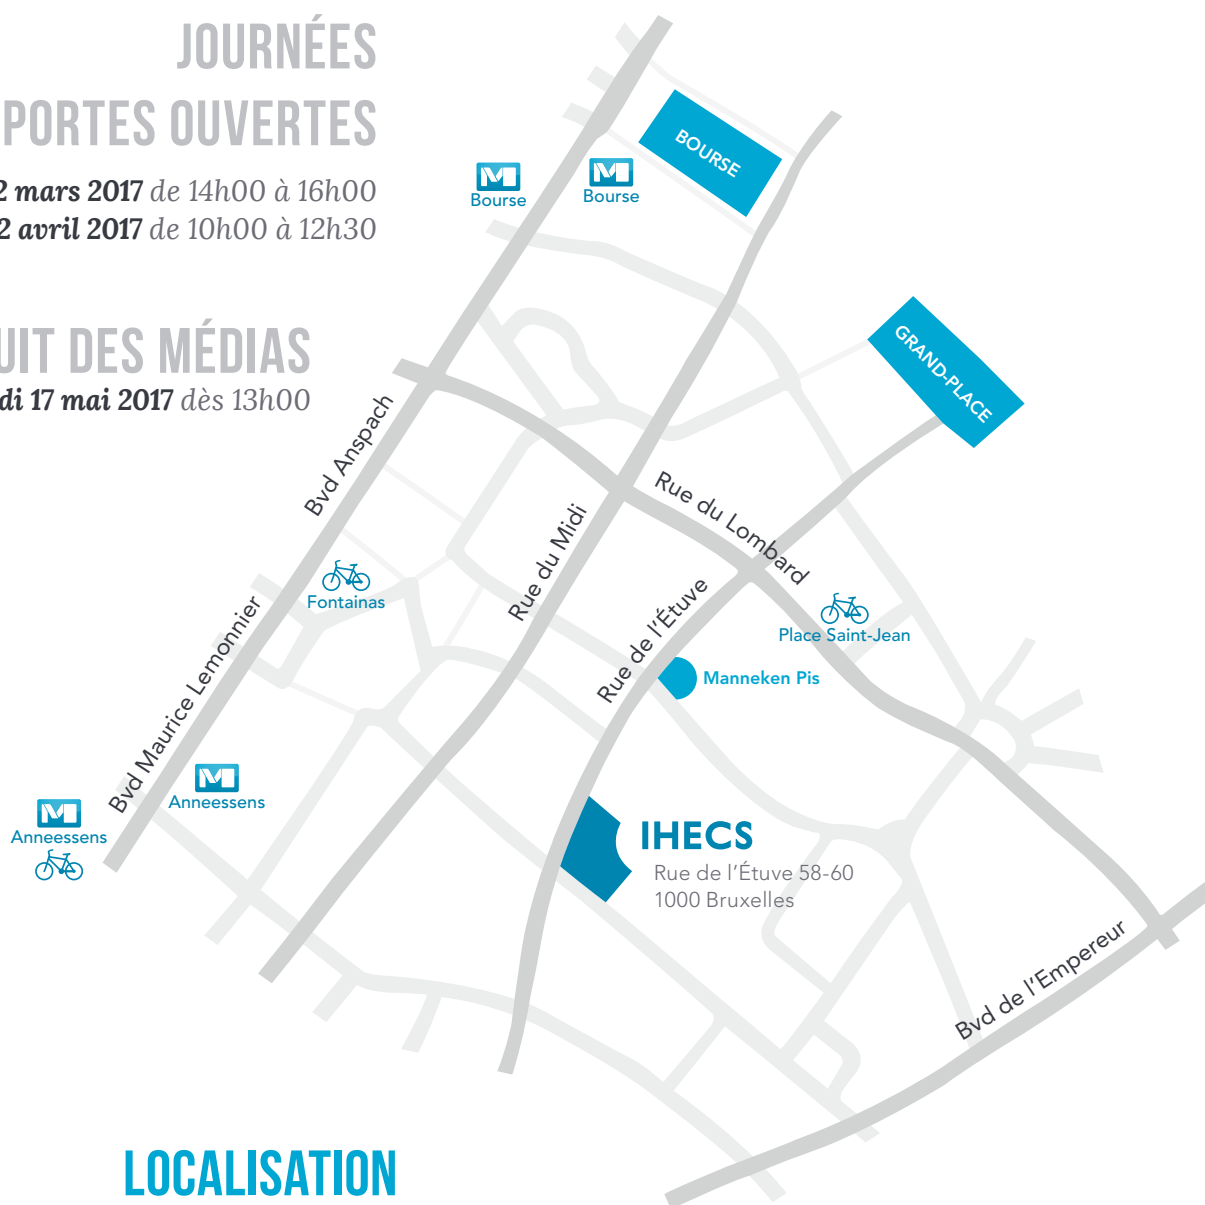 JOURNÉES
PORTES OUVERTES
2 mars 2017 de 14h00 à 16h00
2 avril 2017 de 10h00 à 12h30
UIT DES MÉDIAS
di 17 mai 2017 dès 13h00
BOURSE
Bourse
Bourse
GRAND-PLACE
Bvd Anspach
Rue du Lombard
Rue du Midi
Fontainas
Rue de l'Étuve
Place Saint-Jean
Manneken Pis
Bvd Maurice Lemonnier
Anneessens
Anneessens
IHECS
Rue de l'Étuve 58-60
1000 Bruxelles
Bvd de l'Empereur
LOCALISATION